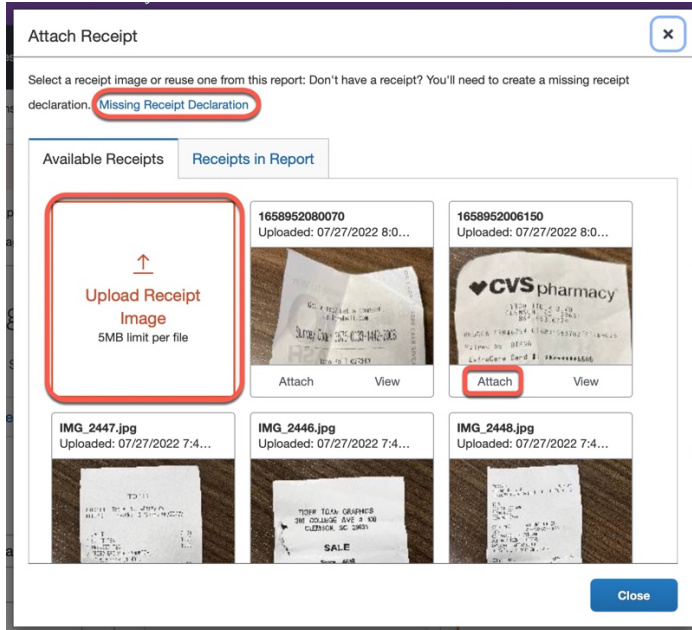 Attach Receipt
Select a receipt image or reuse one from this report: Don't have a receipt? You'll need to create a missing receipt
declaration. Missing Receipt Declaration
Available Receipts
Receipts in Report
Upload Receipt
Image
5MB limit per file
1658952080070
Uploaded: 07/27/2022 8:0...
Attach
View
1658952006150
Uploaded: 07/27/2022 8:0...
CVS pharmacy
ExtraCare Card #:
Attach
View
IMG_2447.jpg
Uploaded: 07/27/2022 7:4...
IMG_2446.jpg
Uploaded: 07/27/2022 7:4...
TIGER TOWN GRAPHICS
COLLEGE AVE
CLEMSON, SC
SALE
IMG_2448.jpg
Uploaded: 07/27/2022 7:4...
Close